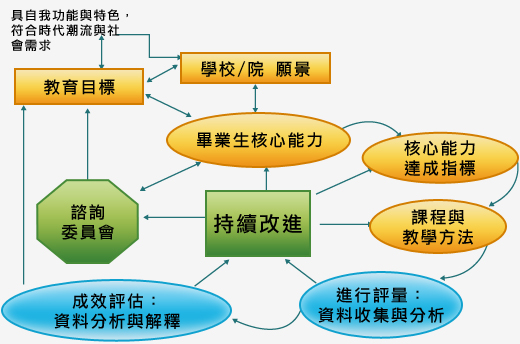 具自我功能與特色，
符合時代潮流與社
會需求
學校/院 願景
教育目標
畢業生核心能力
核心能力
達成指標
諮詢
委員會
持續改進
課程與
教學方法
成效評估：
資料分析與解釋
進行評量：
資料收集與分析